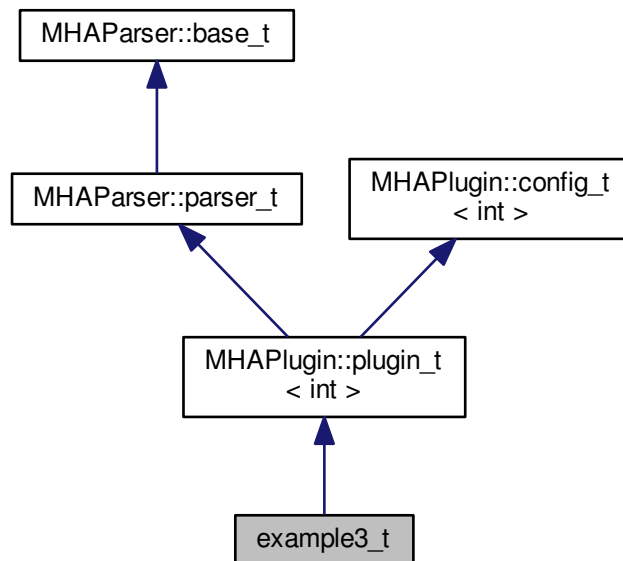 MHAParser::base_t
MHAParser::parser_t
MHAPlugin::config_t
< int >
MHAPlugin::plugin_t
< int >
example3_t